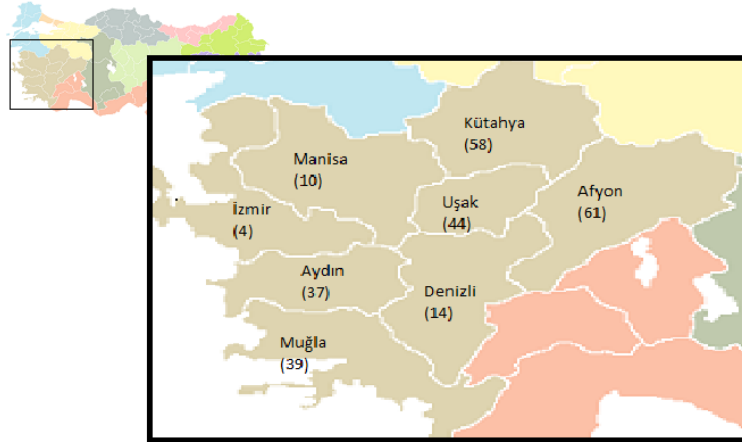 Kütahya
(58)
Manisa
(10)
Afyon
(61)
Uşak
(44)
İzmir
(4)
Aydın
(37)
Denizli
(14)
Muğla
(39)